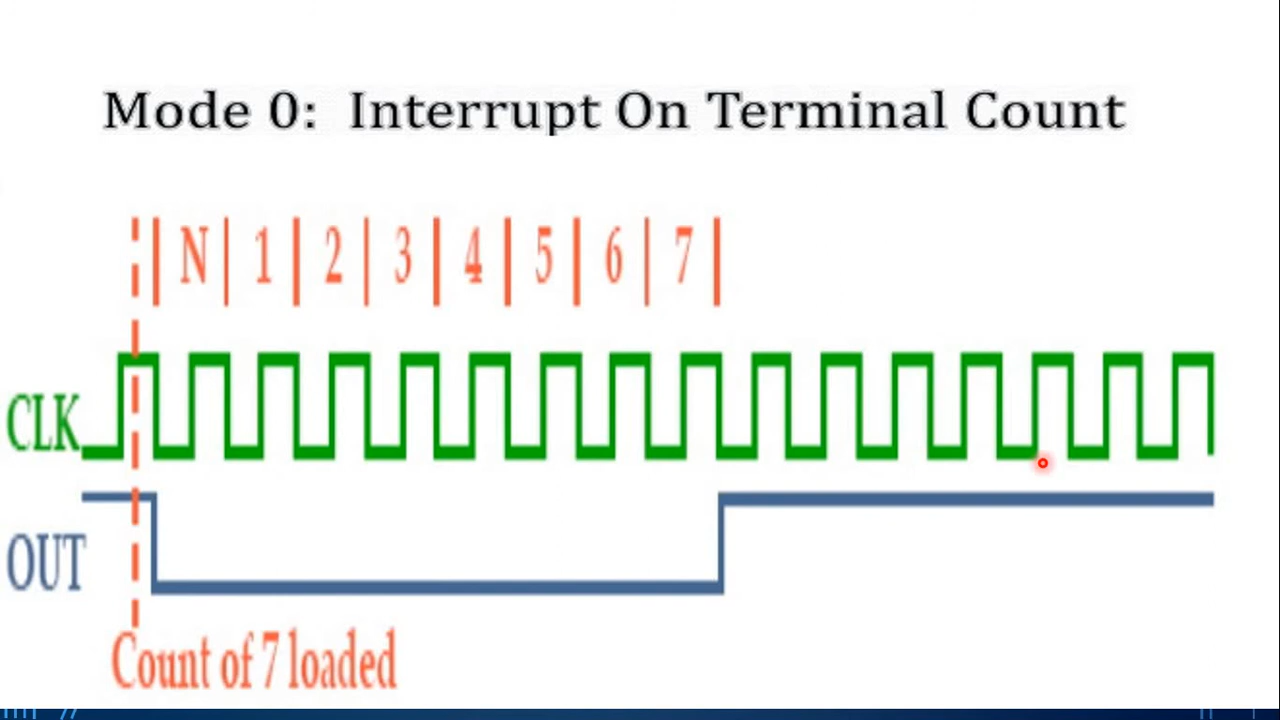 Mode 0: Interrupt On Terminal Count
N 1 2 3 4 5 6 7
CLK
OUT
Count of 7 loaded